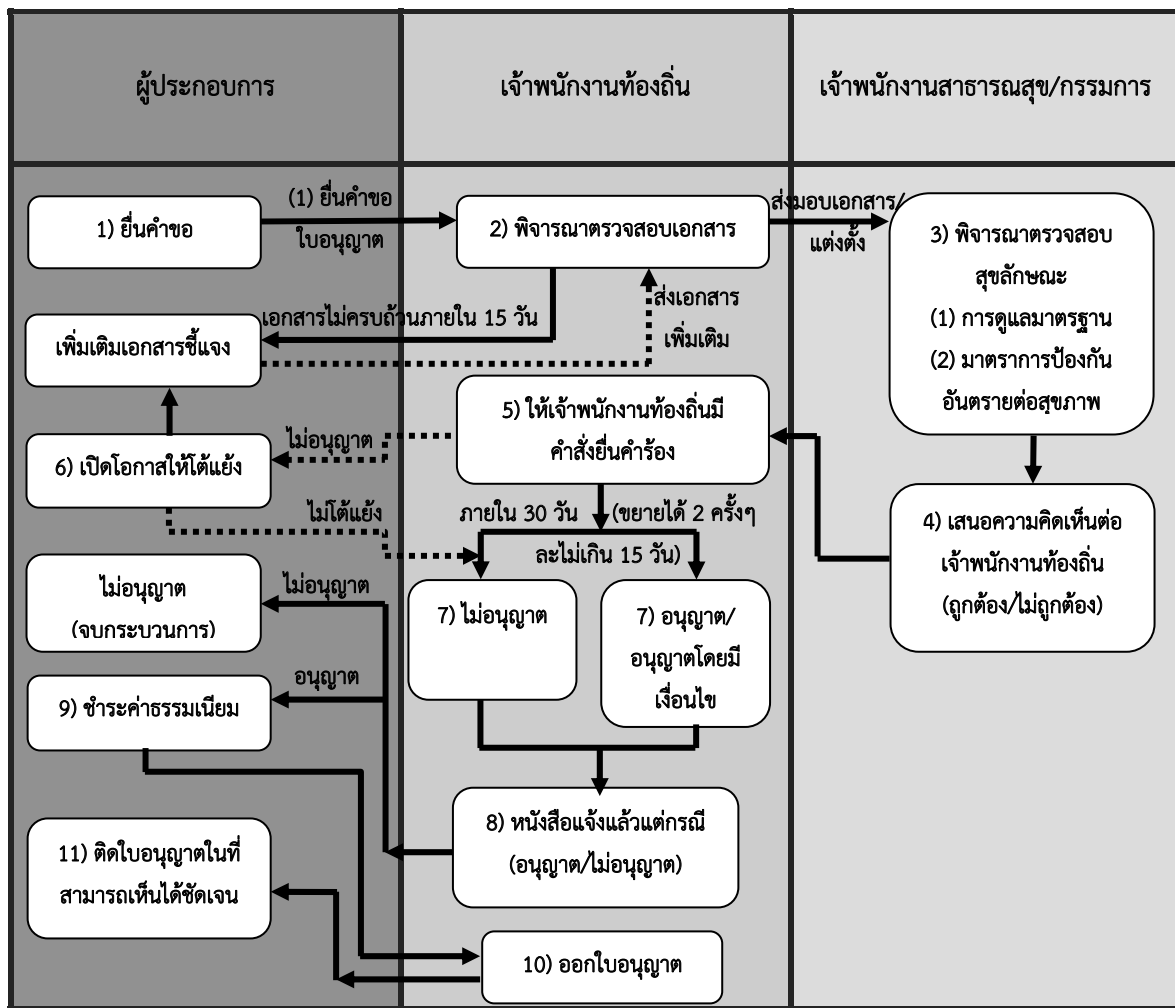 ผู้ประกอบการ
เจ้าพนักงานท้องถิ่น
เจ้าพนักงานสาธารณสุข/กรรมการ
1) ยื่นคำขอ
(1) ยื่นคำขอ
ใบอนุญาต
2) พิจารณาตรวจสอบเอกสาร
ส่งมอบเอกสาร/
แต่งตั้ง
3) พิจารณาตรวจสอบ
สุขลักษณะ
(1) การดูแลมาตรฐาน
(2) มาตราการป้องกัน
อันตรายต่อสุขภาพ
เอกสารไม่ครบถ้วนภายใน 15 วัน
ส่งเอกสาร
เพิ่มเติม
เพิ่มเติมเอกสารชี้แจง
5) ให้เจ้าพนักงานท้องถิ่นมี
คำสั่งยื่นคำร้อง
ไม่อนุญาต
6) เปิดโอกาสให้โต้แย้ง
ไม่โต้แย้ง
ภายใน 30 วัน
(ขยายได้ 2 ครั้งๆ
ละไม่เกิน 15 วัน)
4) เสนอความคิดเห็นต่อ
เจ้าพนักงานท้องถิ่น
(ถูกต้อง/ไม่ถูกต้อง)
ไม่อนุญาต
(จบกระบวนการ)
ไม่อนุญาต
7) ไม่อนุญาต
7) อนุญาต/
อนุญาตโดยมี
เงื่อนไข
อนุญาต
9) ชำระค่าธรรมเนียม
8) หนังสือแจ้งแล้วแต่กรณี
(อนุญาต/ไม่อนุญาต)
11) ติดใบอนุญาตในที่
สามารถเห็นได้ชัดเจน
10) ออกใบอนุญาต